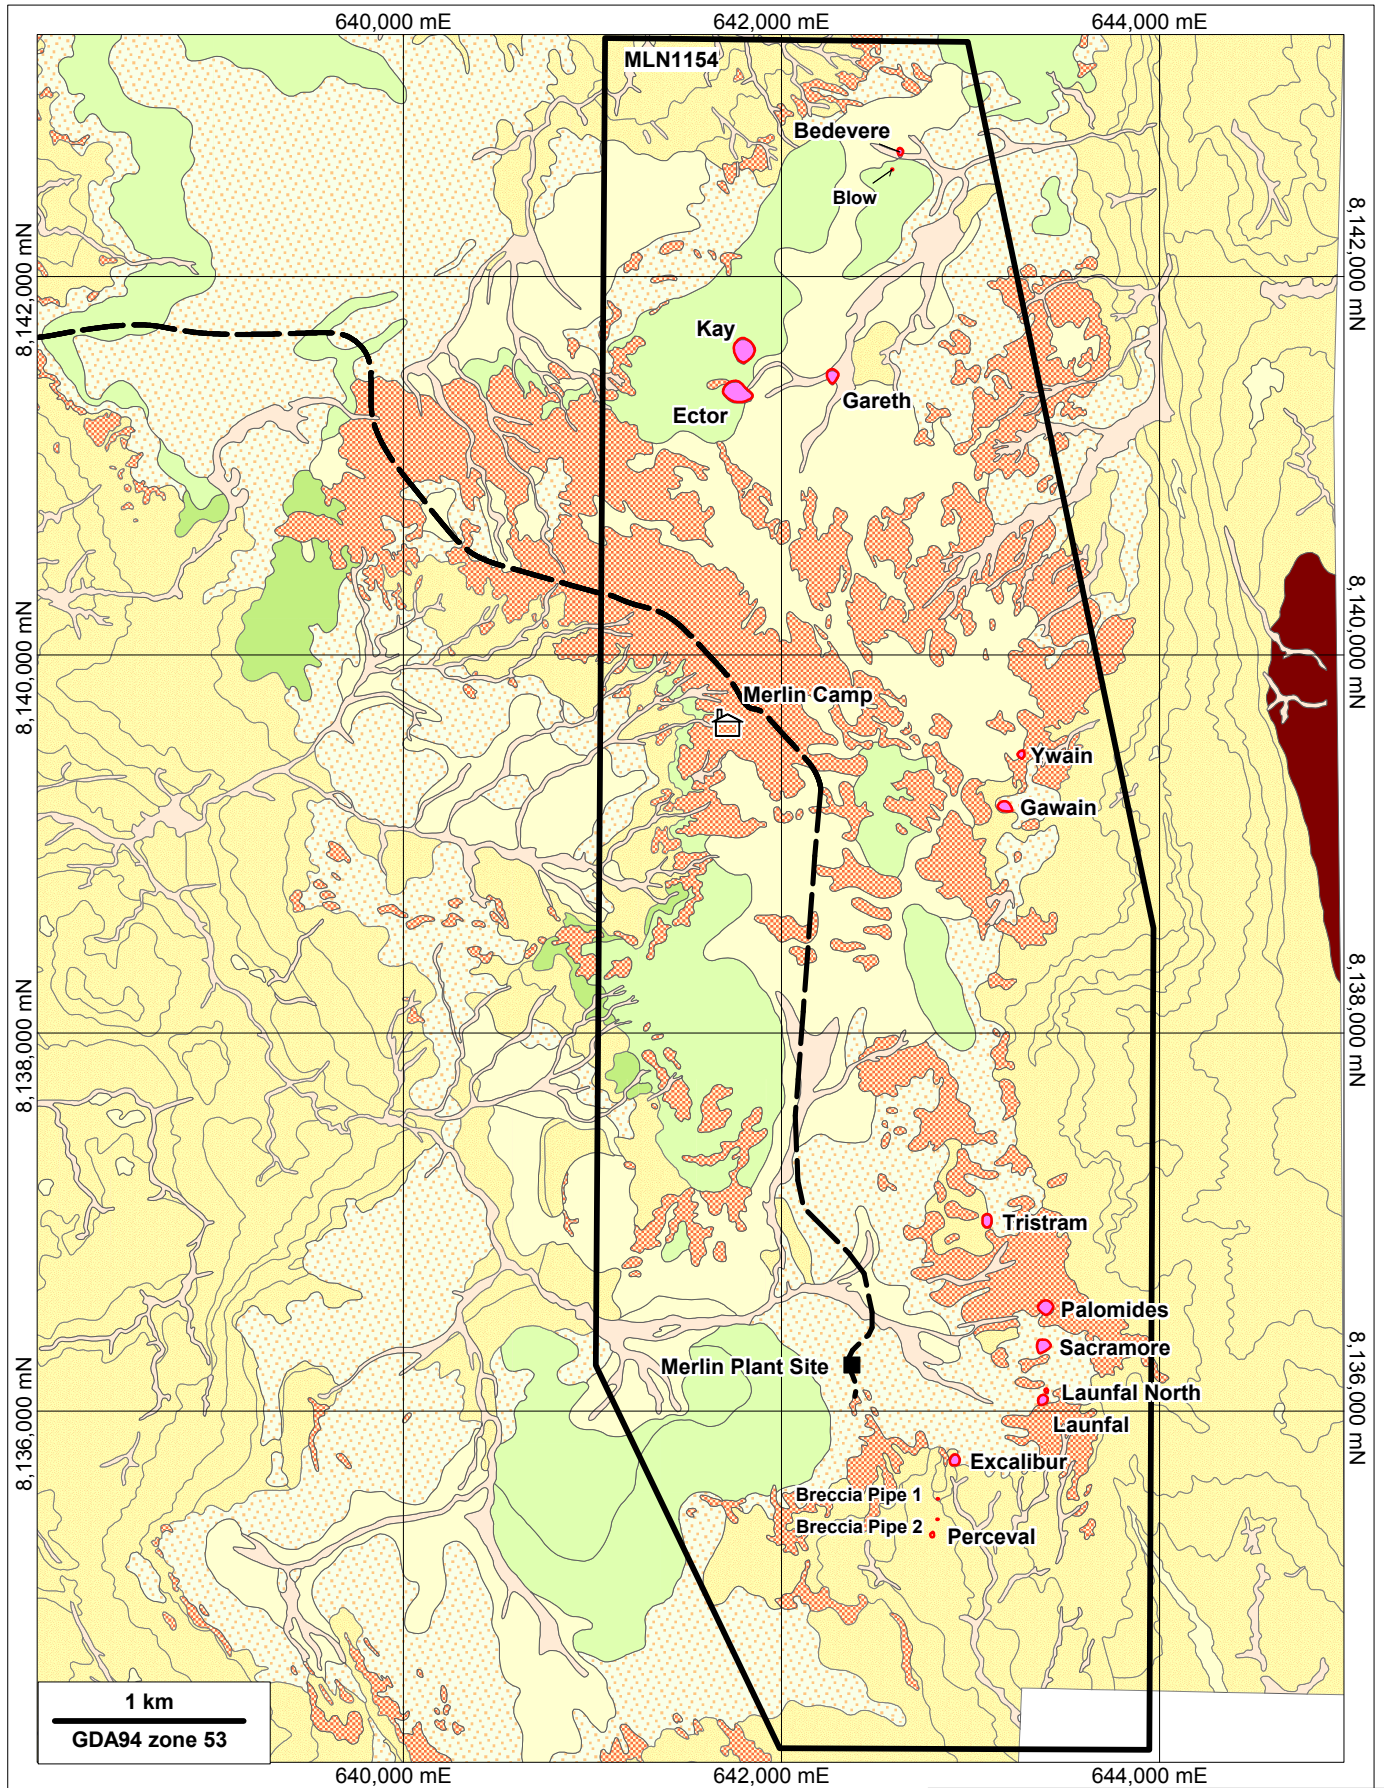 640,000 mE
642,000 mE
644,000 mE
MLN1154
Bedevere
Blow
8,142,000 mN
8,142,000 mN
Kay
Ector
Gareth
8,140,000 mN
8,140,000 mN
Merlin Camp
Ywain
Gawain
8,138,000 mN
8,138,000 mN
Tristram
Palomides
Sacramore
Merlin Plant Site
Launfal North
Launfal
8,136,000 mN
8,136,000 mN
Excalibur
Breccia Pipe 1
Breccia Pipe 2
Perceval
1 km
GDA94 zone 53
640,000 mE
642,000 mE
644,000 mE